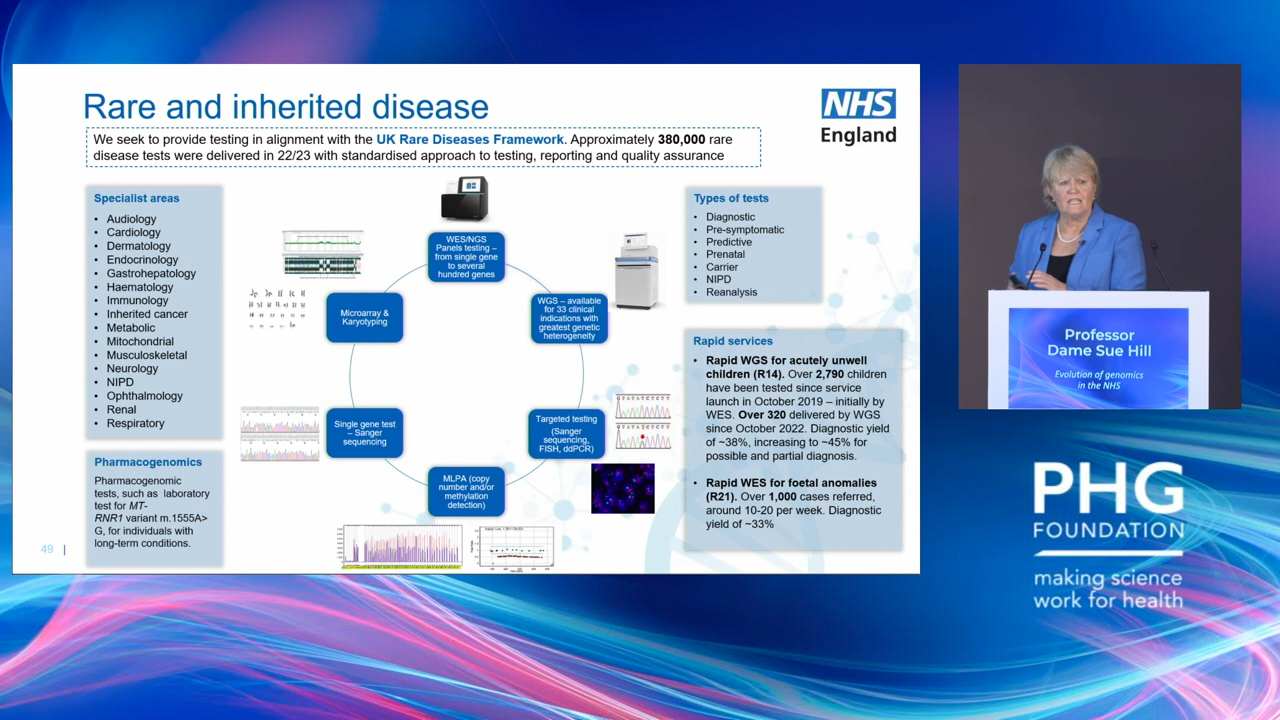 Rare and inherited disease
NHS
England
We seek to provide testing in alignment with the UK Rare Diseases Framework. Approximately 380,000 rare
disease tests were delivered in 22/23 with standardised approach to testing, reporting and quality assurance
Specialist areas
• Audiology
• Cardiology
• Dermatology
• Endocrinology
• Gastrohepatology
• Haematology
• Immunology
• Inherited cancer
• Metabolic
• Mitochondrial
• Musculoskeletal
• Neurology
• NIPD
• Ophthalmology
• Renal
• Respiratory
Pharmacogenomics
Pharmacogenomic
tests, such as laboratory
test for MT-
RNR1 variant m.1555A>
G, for individuals with
long-term conditions.
49 |
WES/NGS
Panels testing –
from single gene
to several
hundred genes
WGS – available
for 33 clinical
indications with
greatest genetic
heterogeneity
Targeted testing
(Sanger
sequencing,
FISH, ddPCR)
MLPA (copy
number and/or
methylation
detection)
Single gene test
– Sanger
sequencing
Microarray &
Karyotyping
Types of tests
• Diagnostic
• Pre-symptomatic
• Predictive
• Prenatal
• Carrier
• NIPD
• Reanalysis
Rapid services
• Rapid WGS for acutely unwell
children (R14). Over 2,790 children
have been tested since service
launch in October 2019 – initially by
WES. Over 320 delivered by WGS
since October 2022. Diagnostic yield
of ~38%, increasing to ~45% for
possible and partial diagnosis.
• Rapid WES for foetal anomalies
(R21). Over 1,000 cases referred,
around 10-20 per week. Diagnostic
yield of ~33%
Professor
Dame Sue Hill
Evolution of genomics
in the NHS
PHG
FOUNDATION
making science
work for health